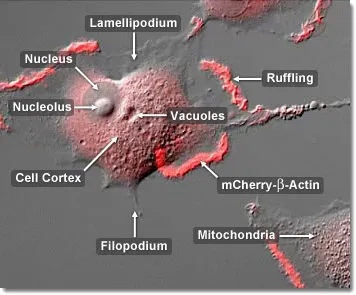 Lamellipodium
Nucleus
Ruffling
Nucleolus
Vacuoles
Cell Cortex
mCherry-β-Actin
Mitochondria
Filopodium